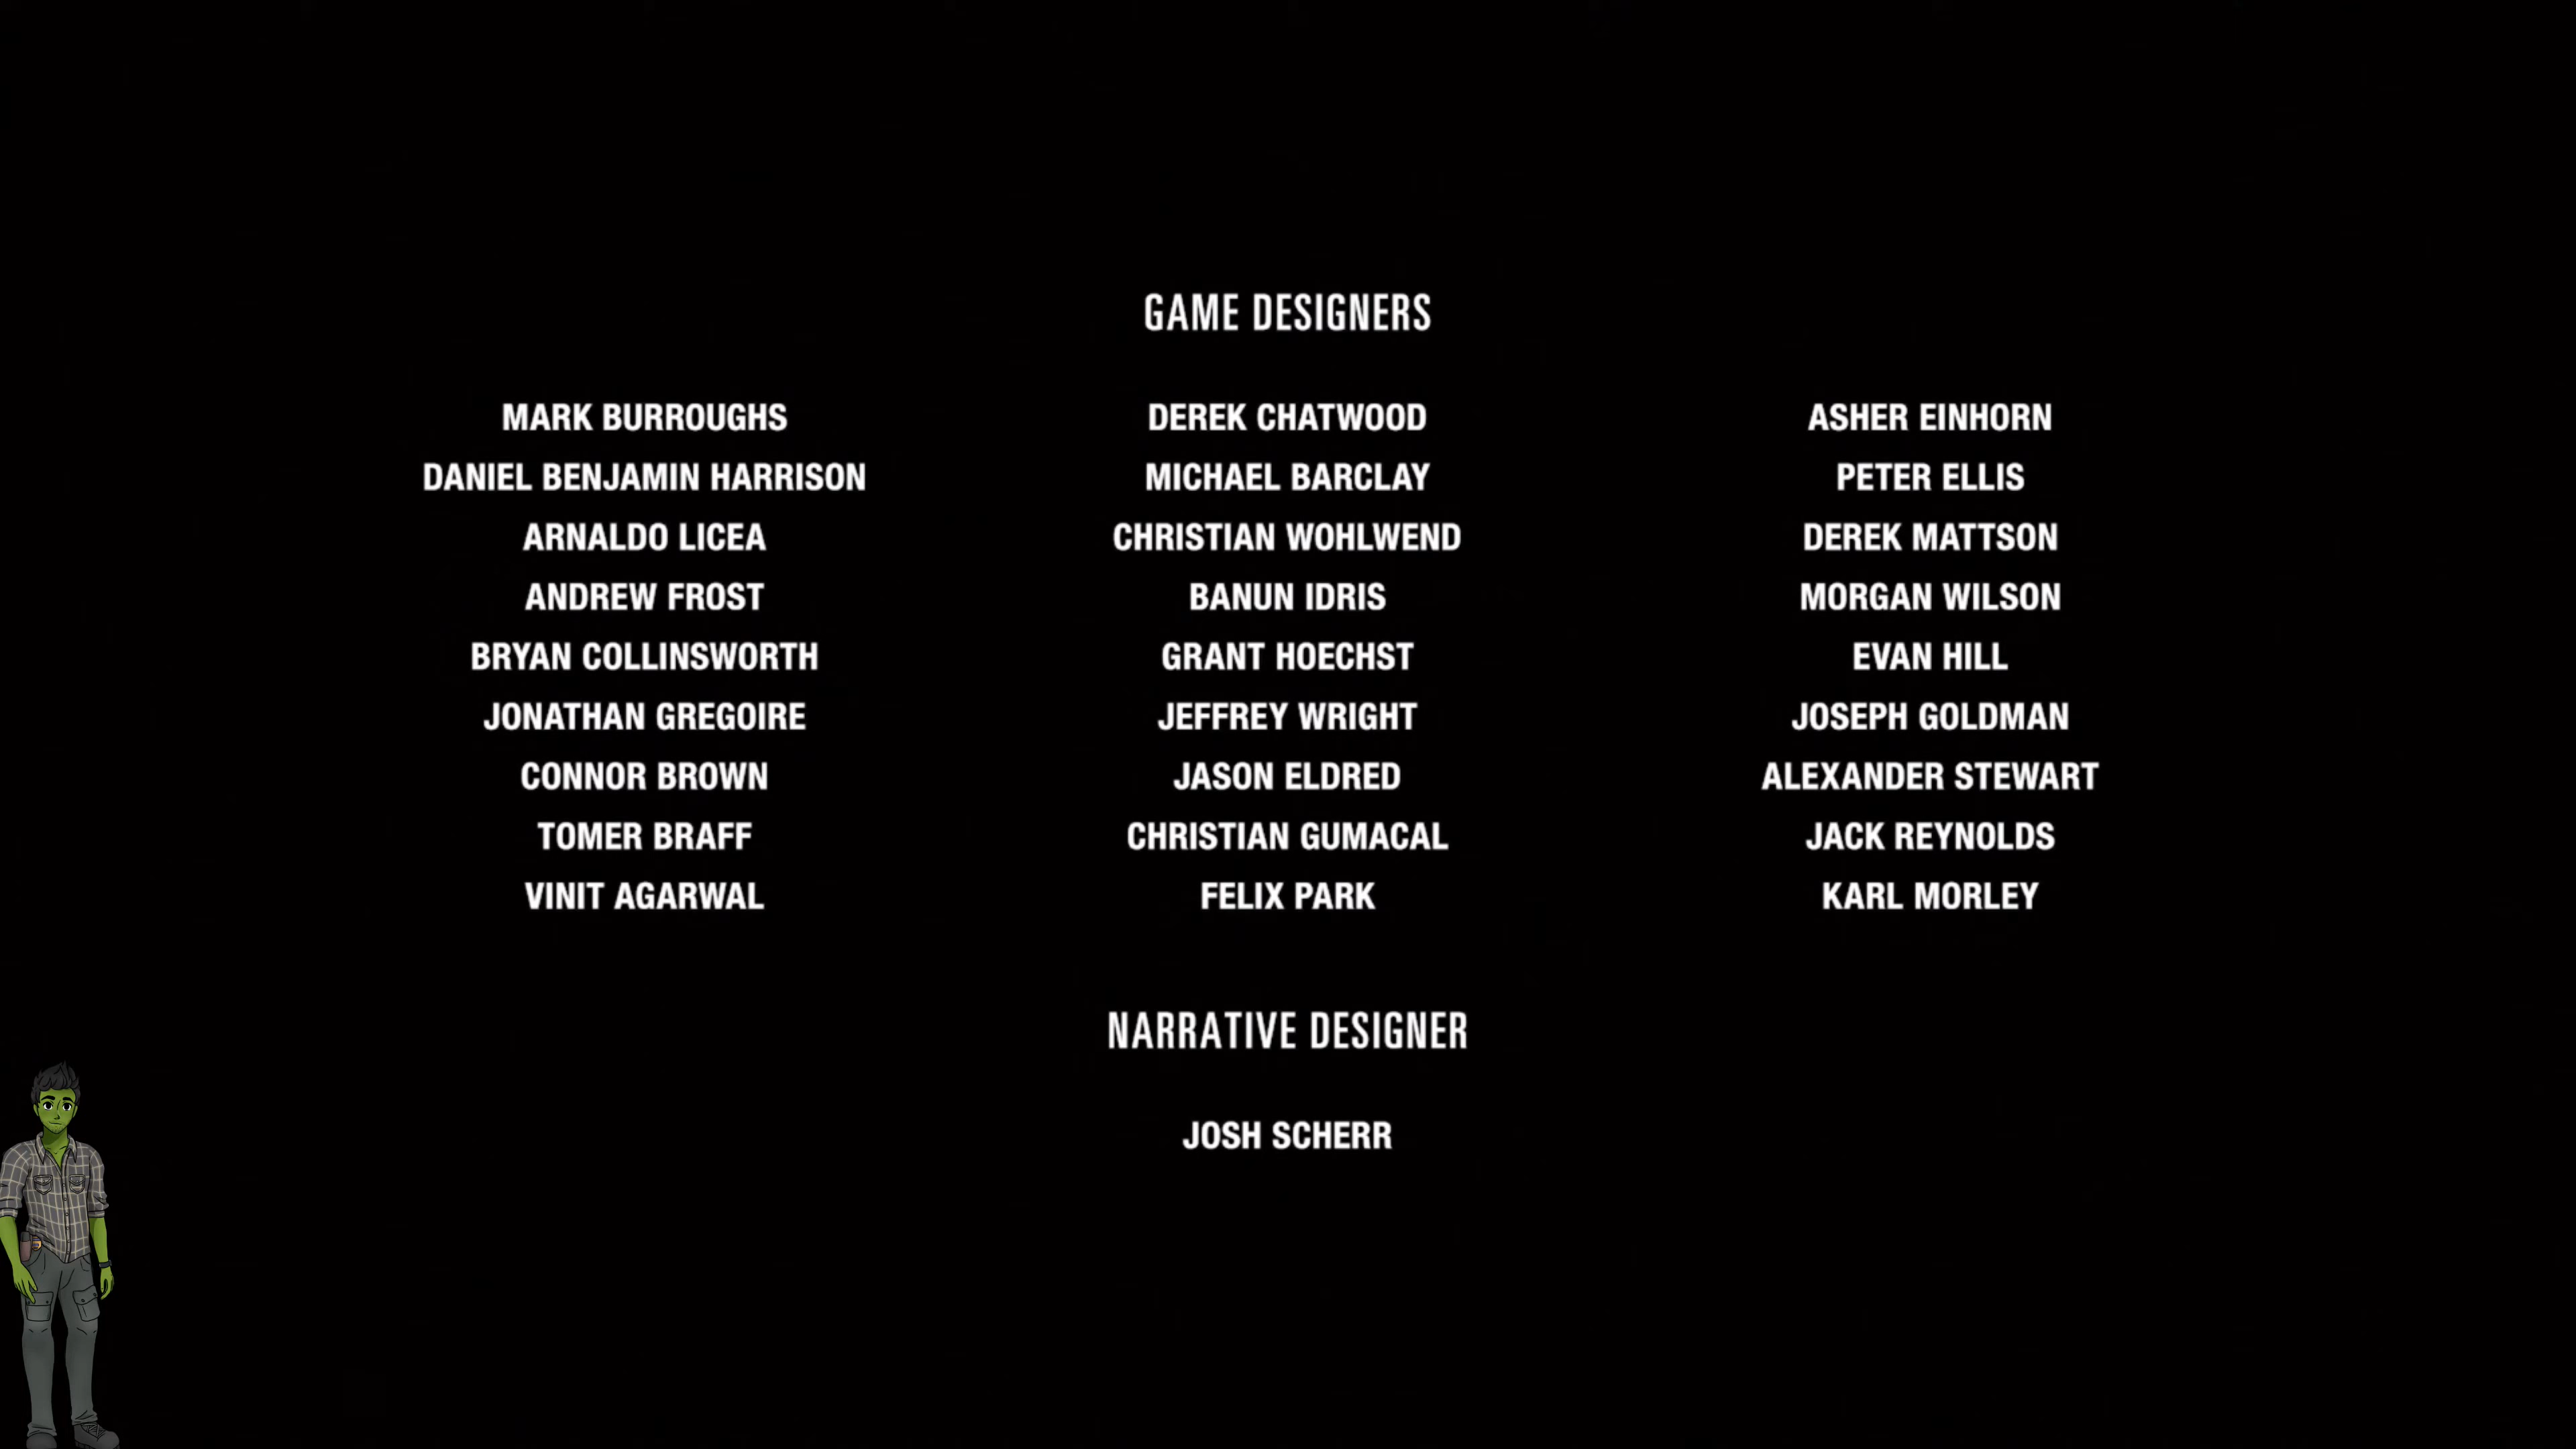 GAME DESIGNERS
MARK BURROUGHS DEREK CHATWOOD ASHER EINHORN
DANIEL BENJAMIN HARRISON MICHAEL BARCLAY PETER ELLIS
ARNALDO LICEA CHRISTIAN WOHLWEND DEREK MATTSON
ANDREW FROST BANUN IDRIS MORGAN WILSON
BRYAN COLLINSWORTH GRANT HOECHST EVAN HILL
JONATHAN GREGOIRE JEFFREY WRIGHT JOSEPH GOLDMAN
CONNOR BROWN JASON ELDRED ALEXANDER STEWART
TOMER BRAFF CHRISTIAN GUMACAL JACK REYNOLDS
VINIT AGARWAL FELIX PARK KARL MORLEY
NARRATIVE DESIGNER
JOSH SCHERR